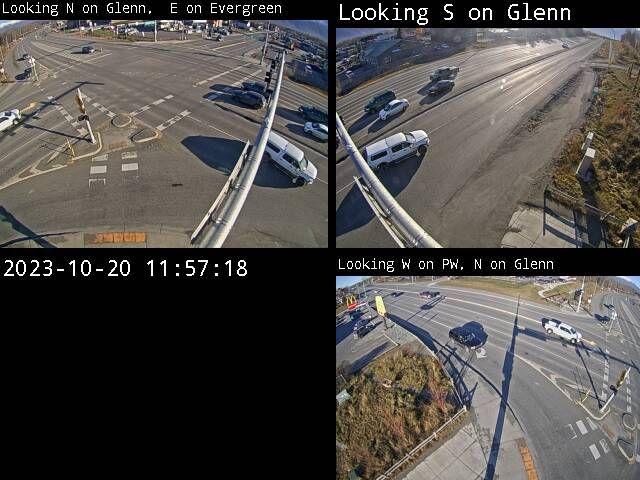 Looking N on Glenn,  E on Evergreen
Looking S on Glenn
2023-10-20 11:57:18
Looking W on PW, N on Glenn